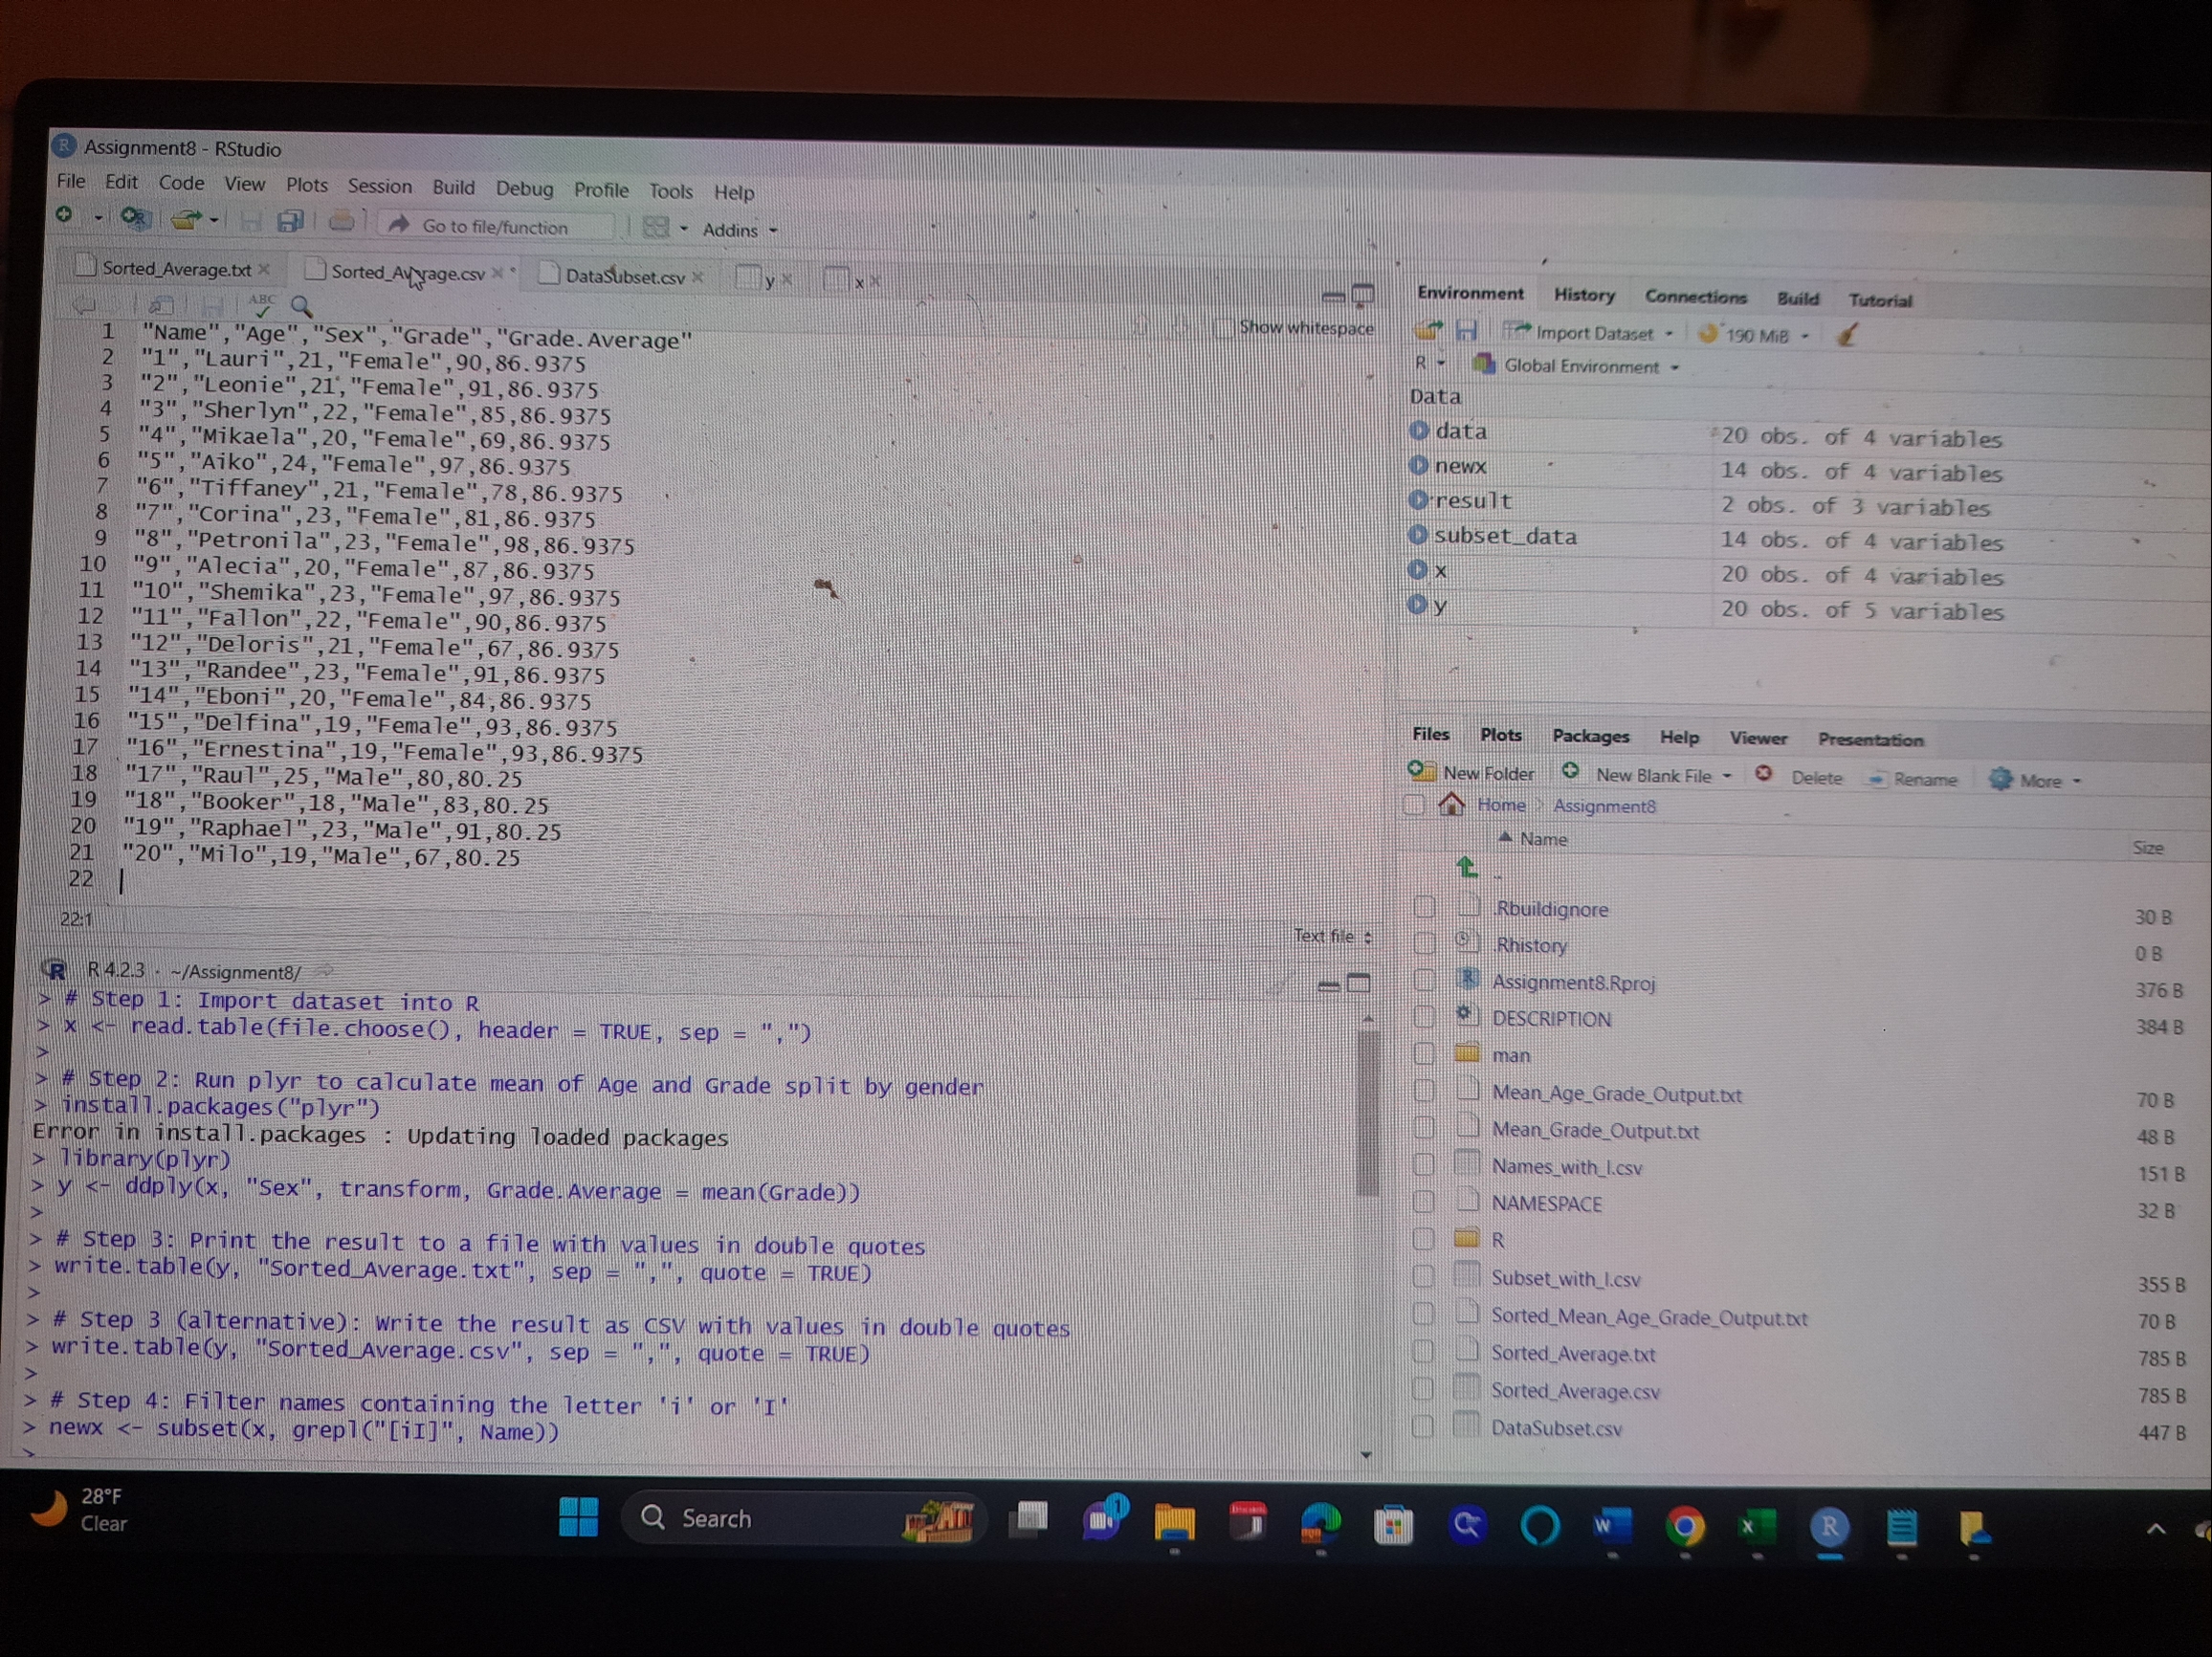 Assignment8 - RStudio
File Edit Code View Plots Session Build Debug Profile Tools Help
Go to file/function Addins
Sorted_Average.txt Sorted_Average.csv DataSubset.csv y x
ABC
Show whitespace
1 "Name","Age","Sex","Grade","Grade.Average"
2 "1","Lauri",21,"Female",90,86.9375
3 "2","Leonie",21,"Female",91,86.9375
4 "3","Sherlyn",22,"Female",85,86.9375
5 "4","Mikaela",20,"Female",69,86.9375
6 "5","Aiko",24,"Female",97,86.9375
7 "6","Tiffaney",21,"Female",78,86.9375
8 "7","Corina",23,"Female",81,86.9375
9 "8","Petronila",23,"Female",98,86.9375
10 "9","Alecia",20,"Female",87,86.9375
11 "10","Shemika",23,"Female",97,86.9375
12 "11","Fallon",22,"Female",90,86.9375
13 "12","Deloris",21,"Female",67,86.9375
14 "13","Randee",23,"Female",91,86.9375
15 "14","Eboni",20,"Female",84,86.9375
16 "15","Delfina",19,"Female",93,86.9375
17 "16","Ernestina",19,"Female",93,86.9375
18 "17","Raul",25,"Male",80,80.25
19 "18","Booker",18,"Male",83,80.25
20 "19","Raphael",23,"Male",91,80.25
21 "20","Milo",19,"Male",67,80.25
22
22:1 Text file
R 4.2.3 · ~/Assignment8/
> # Step 1: Import dataset into R
> x <- read.table(file.choose(), header = TRUE, sep = ",")
>
> # Step 2: Run plyr to calculate mean of Age and Grade split by gender
> install.packages("plyr")
Error in install.packages : Updating loaded packages
> library(plyr)
> y <- ddply(x, "Sex", transform, Grade.Average = mean(Grade))
>
> # Step 3: Print the result to a file with values in double quotes
> write.table(y, "Sorted_Average.txt", sep = ",", quote = TRUE)
>
> # Step 3 (alternative): Write the result as CSV with values in double quotes
> write.table(y, "Sorted_Average.csv", sep = ",", quote = TRUE)
>
> # Step 4: Filter names containing the letter 'i' or 'I'
> newx <- subset(x, grepl("[iI]", Name))
>
Environment History Connections Build Tutorial
Import Dataset 190 MiB
R Global Environment
Data
data 20 obs. of 4 variables
newx 14 obs. of 4 variables
result 2 obs. of 3 variables
subset_data 14 obs. of 4 variables
x 20 obs. of 4 variables
y 20 obs. of 5 variables
Files Plots Packages Help Viewer Presentation
New Folder New Blank File Delete Rename More
Home Assignment8
Name Size
..
.Rbuildignore 30 B
.Rhistory 0 B
Assignment8.Rproj 376 B
DESCRIPTION 384 B
man
Mean_Age_Grade_Output.txt 70 B
Mean_Grade_Output.txt 48 B
Names_with_I.csv 151 B
NAMESPACE 32 B
R
Subset_with_I.csv 355 B
Sorted_Mean_Age_Grade_Output.txt 70 B
Sorted_Average.txt 785 B
Sorted_Average.csv 785 B
DataSubset.csv 447 B
28°F
Clear
Search
1